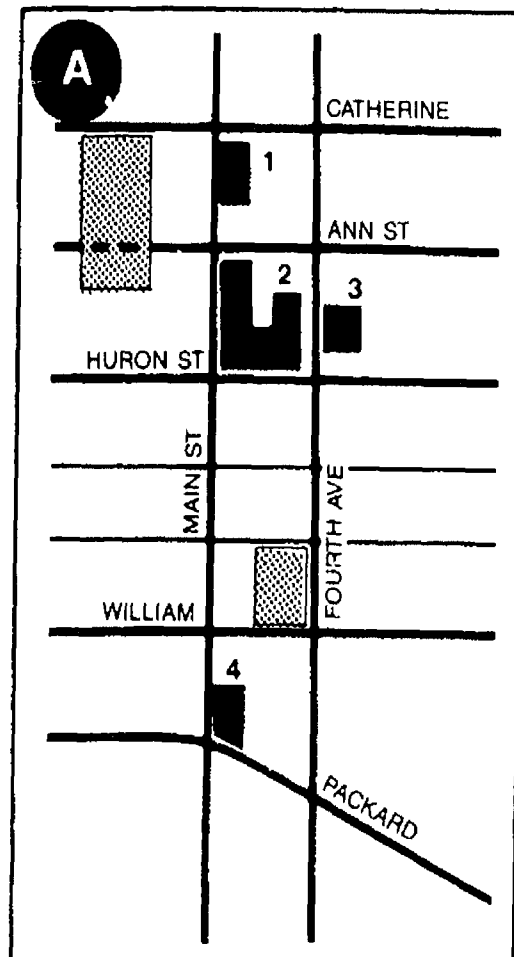 A
CATHERINE
1
ANN ST
2
3
HURON ST
MAIN ST
FOURTH AVE
WILLIAM
4
PACKARD